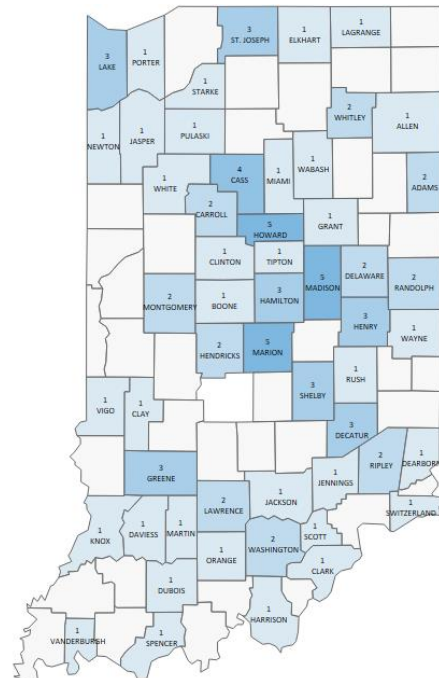 3
ST. JOSEPH
1
ELKHART
1
LAGRANGE
3
LAKE
1
PORTER
1
STARKE
2
WHITLEY
1
ALLEN
1
NEWTON
1
JASPER
1
PULASKI
1
WHITE
4
CASS
1
MIAMI
1
WABASH
2
ADAMS
2
CARROLL
5
HOWARD
1
GRANT
1
CLINTON
1
TIPTON
5
MADISON
2
DELAWARE
2
RANDOLPH
2
MONTGOMERY
1
BOONE
3
HAMILTON
3
HENRY
1
WAYNE
2
HENDRICKS
5
MARION
3
SHELBY
1
RUSH
1
VIGO
1
CLAY
3
DECATUR
3
GREENE
2
RIPLEY
1
DEARBORN
1
JENNINGS
1
JACKSON
2
LAWRENCE
1
SWITZERLAND
1
KNOX
1
DAVIESS
1
MARTIN
1
ORANGE
2
WASHINGTON
1
SCOTT
1
CLARK
1
DUBOIS
1
HARRISON
1
VANDERBURGH
1
SPENCER